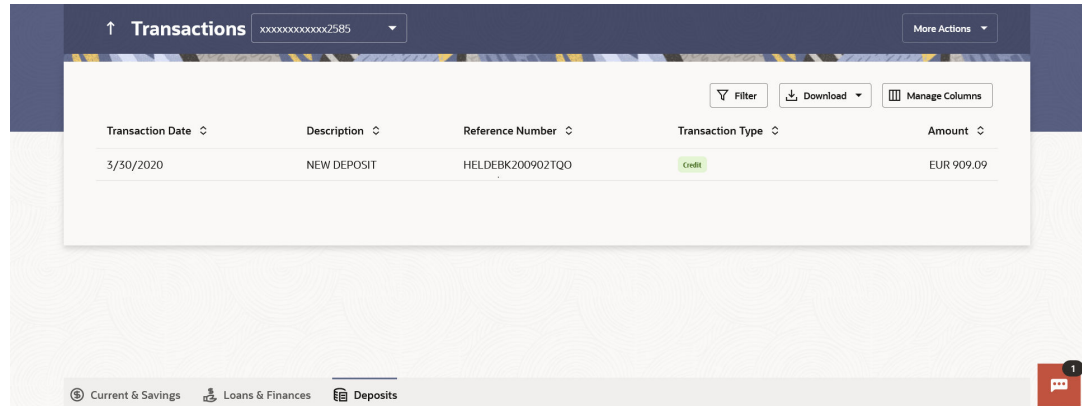 Transactions xxxxxxxxxxxx2585 More Actions
Filter Download Manage Columns
Transaction Date Description Reference Number Transaction Type Amount
3/30/2020 NEW DEPOSIT HELDEBK200902TQO Credit EUR 909.09
1
Current & Savings Loans & Finances Deposits